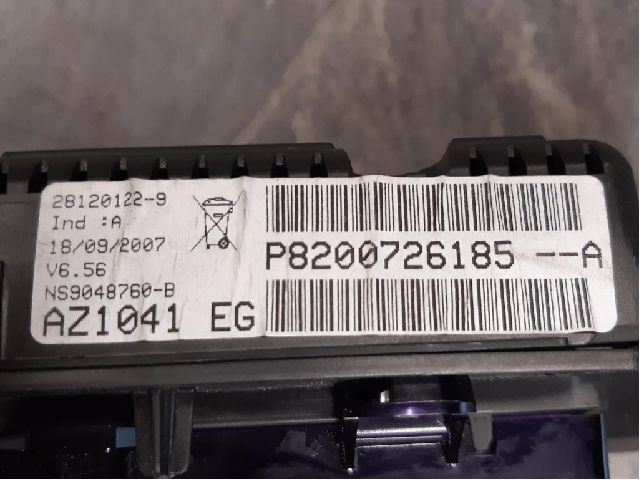 28120122-9
Ind :A
18/09/2007
V6.56
NS9048760-B
AZ1041 EG
P8200726185 --A